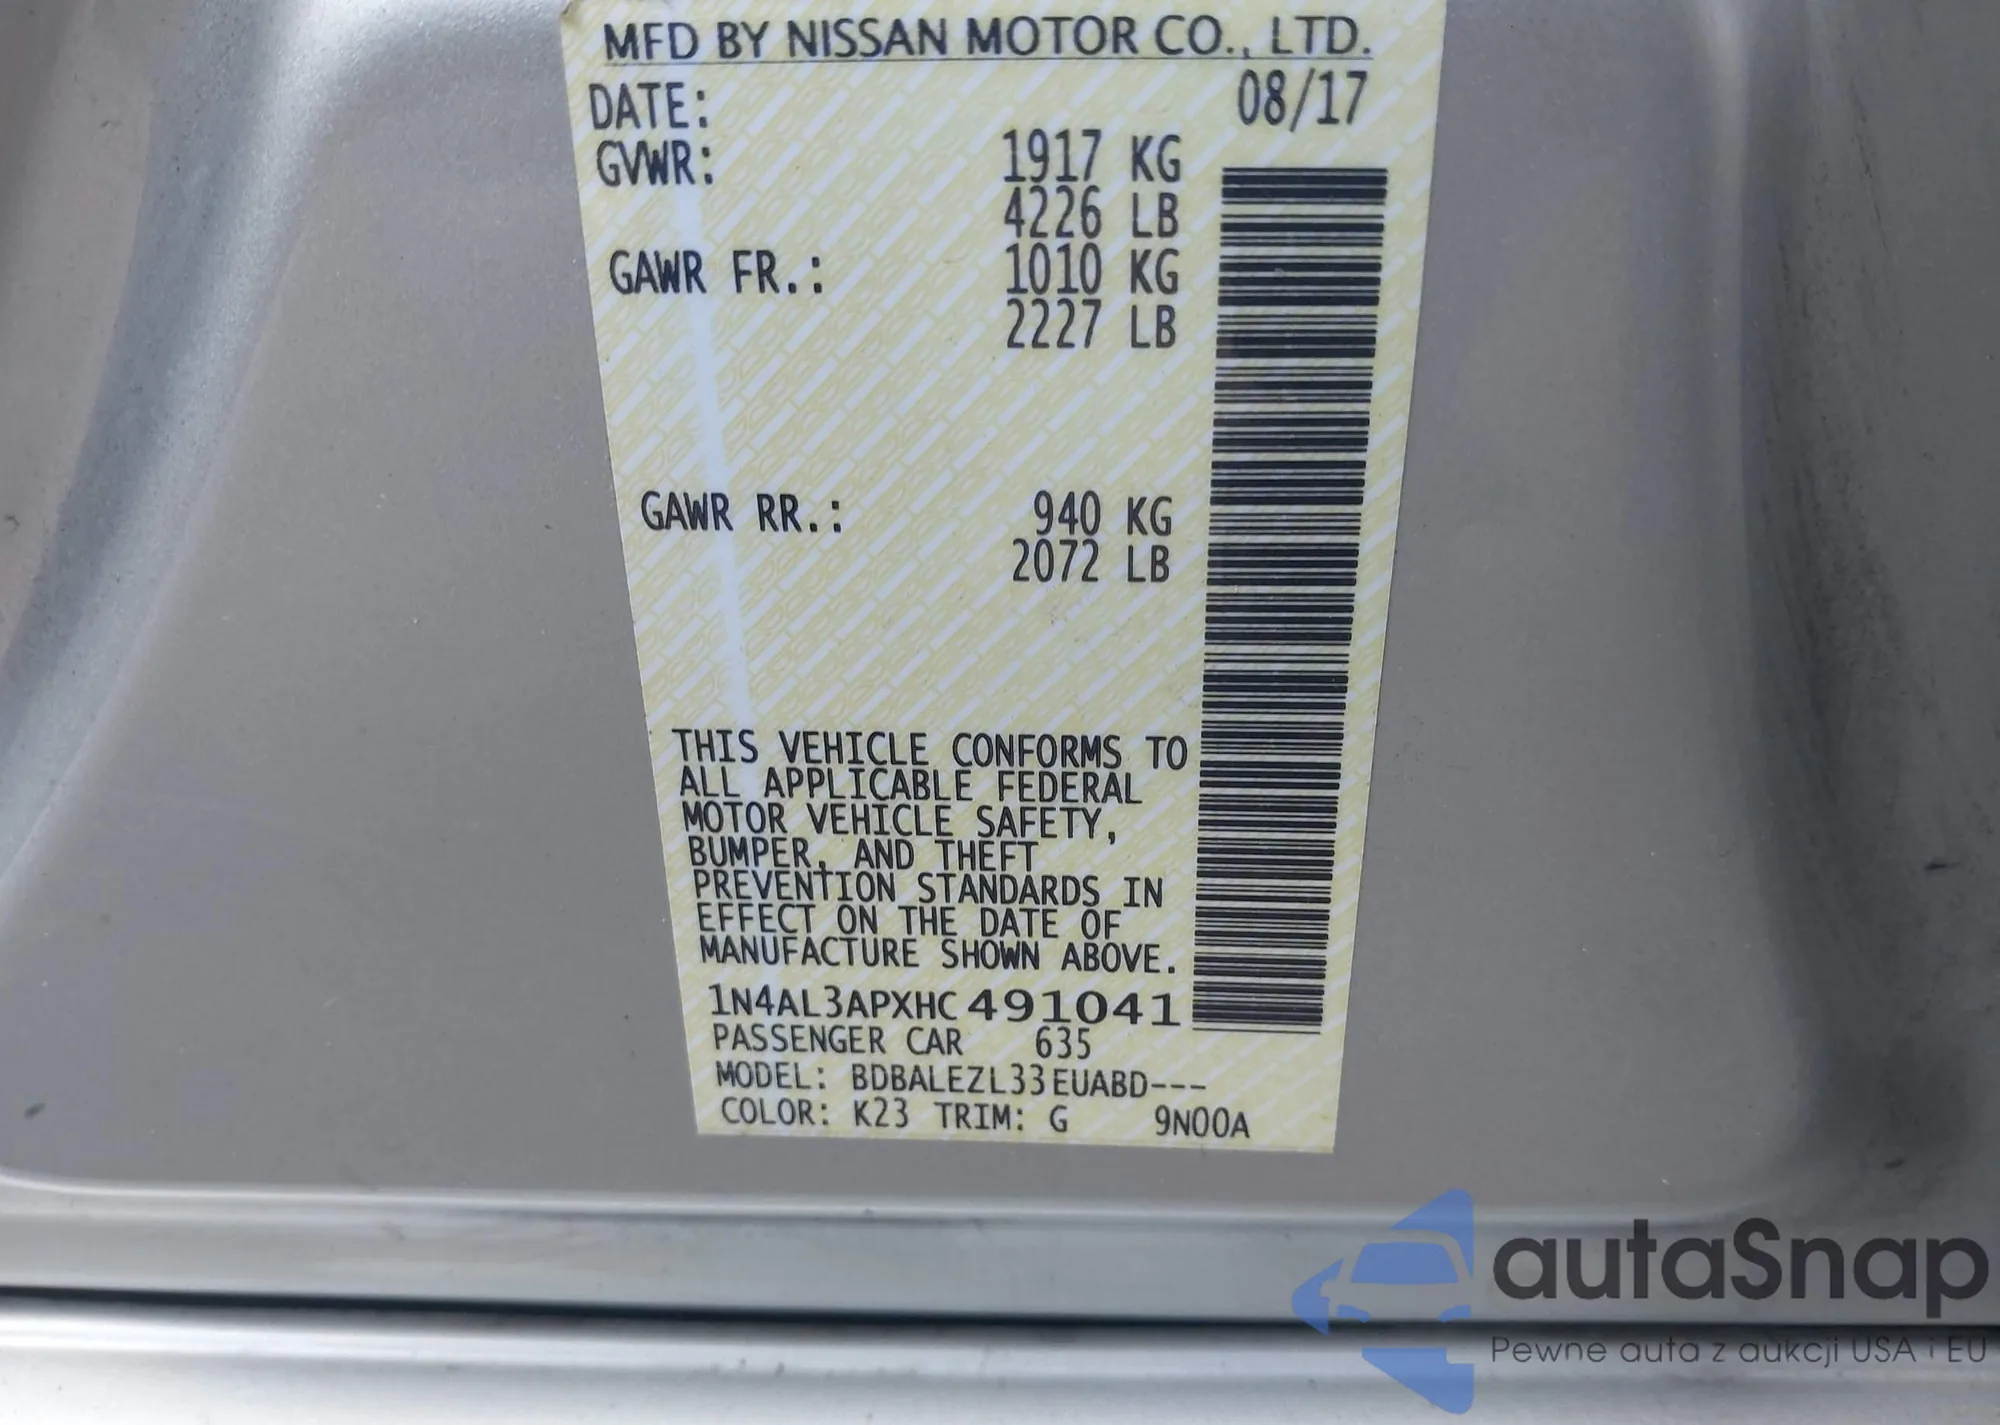 MFD BY NISSAN MOTOR CO., LTD.
DATE: 08/17
GVWR: 1917 KG
4226 LB
GAWR FR.: 1010 KG
2227 LB
GAWR RR.: 940 KG
2072 LB
THIS VEHICLE CONFORMS TO
ALL APPLICABLE FEDERAL
MOTOR VEHICLE SAFETY,
BUMPER, AND THEFT
PREVENTION STANDARDS IN
EFFECT ON THE DATE OF
MANUFACTURE SHOWN ABOVE.
1N4AL3APXHC491041
PASSENGER CAR 635
MODEL: BDBALEZL33EUABD---
COLOR: K23 TRIM: G 9N00A
autaSnap
Pewne auta z aukcji USA i EU